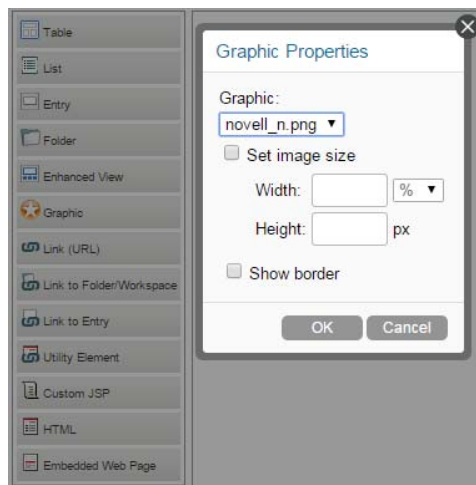 Table
List
Entry
Folder
Enhanced View
Graphic
Link (URL)
Link to Folder/Workspace
Link to Entry
Utility Element
Custom JSP
HTML
Embedded Web Page
Graphic Properties
Graphic:
novell_n.png
Set image size
Width: %
Height: px
Show border
OK Cancel